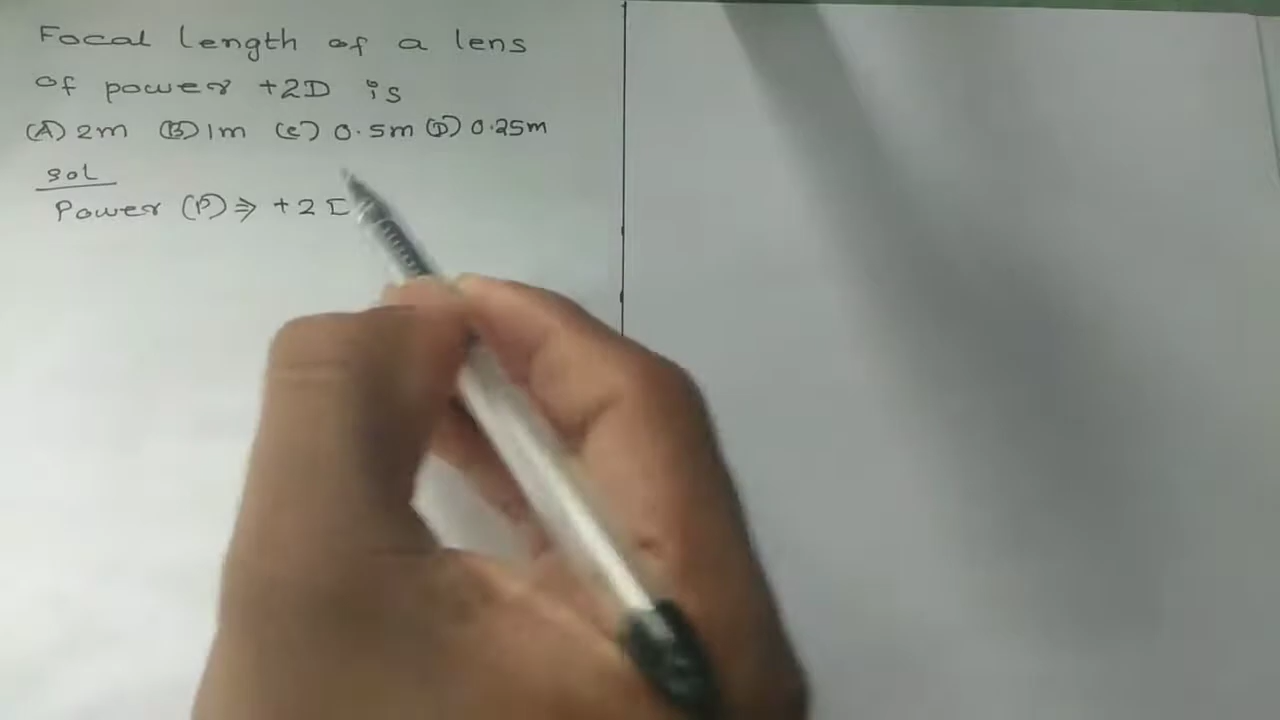 Focal length of a lens
of power +2D is
(A) 2m (B) 1m (C) 0.5m (D) 0.25m
sol
Power (P) ⇒ +2